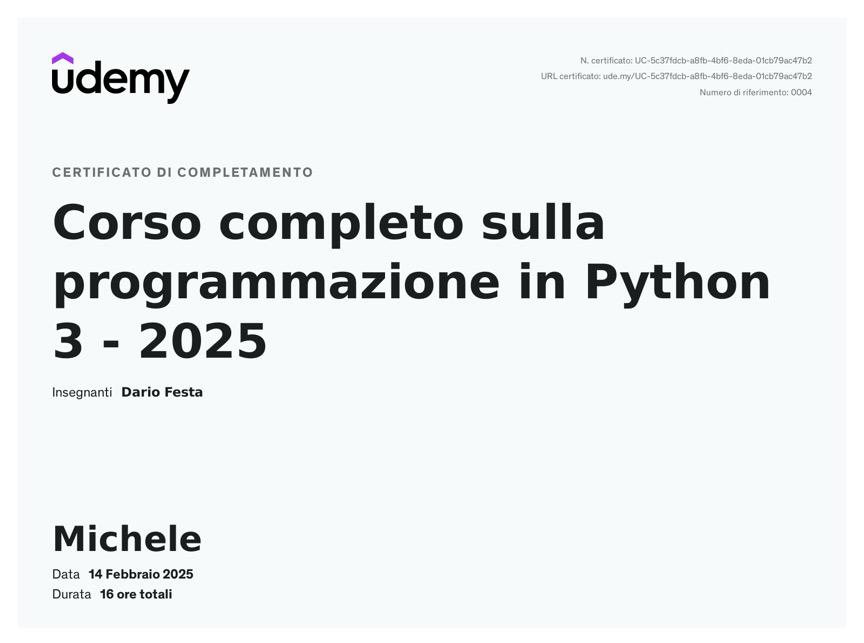 udemy
N. certificato: UC-5c37fdcb-a8fb-4bf6-8eda-01cb79ac47b2
URL certificato: ude.my/UC-5c37fdcb-a8fb-4bf6-8eda-01cb79ac47b2
Numero di riferimento: 0004
CERTIFICATO DI COMPLETAMENTO
Corso completo sulla
programmazione in Python
3 - 2025
Insegnanti Dario Festa
Michele
Data 14 Febbraio 2025
Durata 16 ore totali